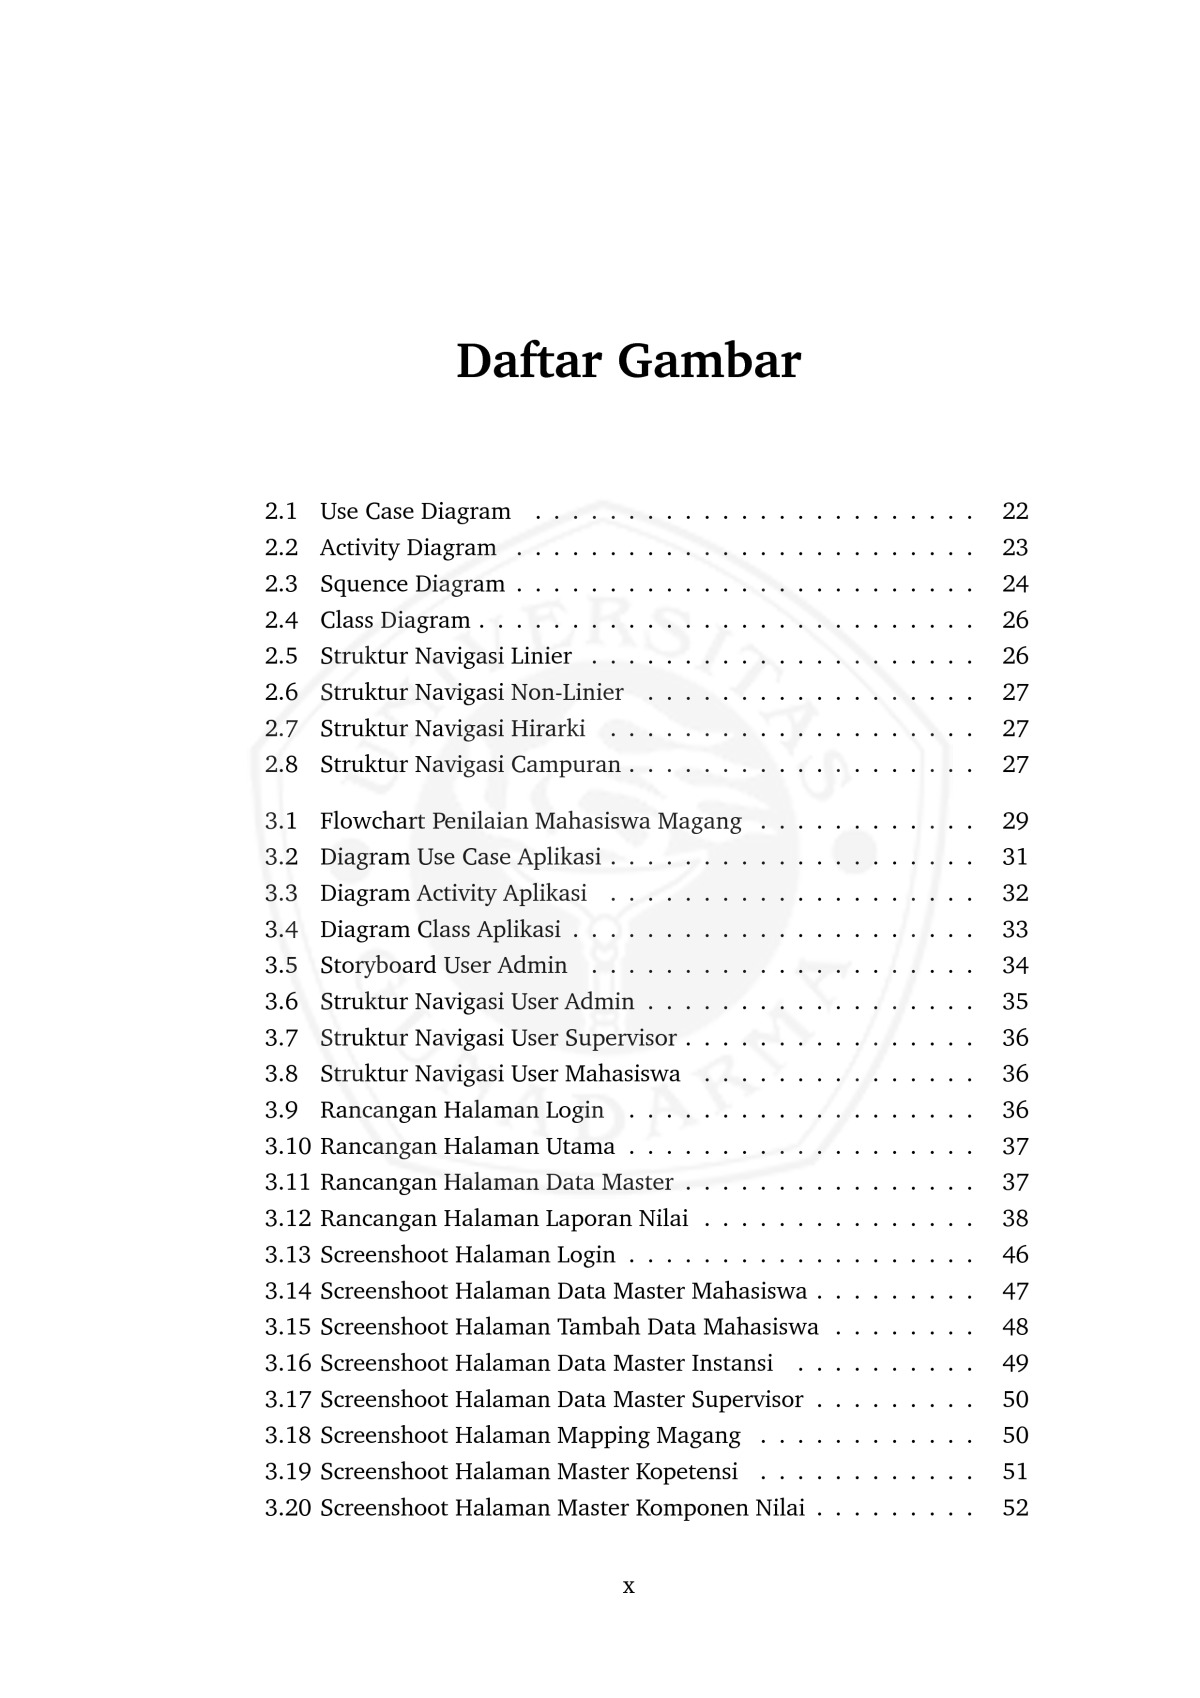 Daftar Gambar
2.1 Use Case Diagram . . . . . . . . . . . . . . . . . . . . . . . . 22
2.2 Activity Diagram . . . . . . . . . . . . . . . . . . . . . . . . . 23
2.3 Squence Diagram . . . . . . . . . . . . . . . . . . . . . . . . . 24
2.4 Class Diagram . . . . . . . . . . . . . . . . . . . . . . . . . . . 26
2.5 Struktur Navigasi Linier . . . . . . . . . . . . . . . . . . . . . 26
2.6 Struktur Navigasi Non-Linier . . . . . . . . . . . . . . . . . . 27
2.7 Struktur Navigasi Hirarki . . . . . . . . . . . . . . . . . . . . 27
2.8 Struktur Navigasi Campuran . . . . . . . . . . . . . . . . . . . 27
3.1 Flowchart Penilaian Mahasiswa Magang . . . . . . . . . . . . 29
3.2 Diagram Use Case Aplikasi . . . . . . . . . . . . . . . . . . . . 31
3.3 Diagram Activity Aplikasi . . . . . . . . . . . . . . . . . . . . 32
3.4 Diagram Class Aplikasi . . . . . . . . . . . . . . . . . . . . . . 33
3.5 Storyboard User Admin . . . . . . . . . . . . . . . . . . . . . 34
3.6 Struktur Navigasi User Admin . . . . . . . . . . . . . . . . . . 35
3.7 Struktur Navigasi User Supervisor . . . . . . . . . . . . . . . . 36
3.8 Struktur Navigasi User Mahasiswa . . . . . . . . . . . . . . . 36
3.9 Rancangan Halaman Login . . . . . . . . . . . . . . . . . . . 36
3.10 Rancangan Halaman Utama . . . . . . . . . . . . . . . . . . . 37
3.11 Rancangan Halaman Data Master . . . . . . . . . . . . . . . . 37
3.12 Rancangan Halaman Laporan Nilai . . . . . . . . . . . . . . . 38
3.13 Screenshoot Halaman Login . . . . . . . . . . . . . . . . . . . 46
3.14 Screenshoot Halaman Data Master Mahasiswa . . . . . . . . . 47
3.15 Screenshoot Halaman Tambah Data Mahasiswa . . . . . . . . 48
3.16 Screenshoot Halaman Data Master Instansi . . . . . . . . . . 49
3.17 Screenshoot Halaman Data Master Supervisor . . . . . . . . . 50
3.18 Screenshoot Halaman Mapping Magang . . . . . . . . . . . . 50
3.19 Screenshoot Halaman Master Kopetensi . . . . . . . . . . . . 51
3.20 Screenshoot Halaman Master Komponen Nilai . . . . . . . . . 52
x
UNIVERSITAS
GUNADARMA